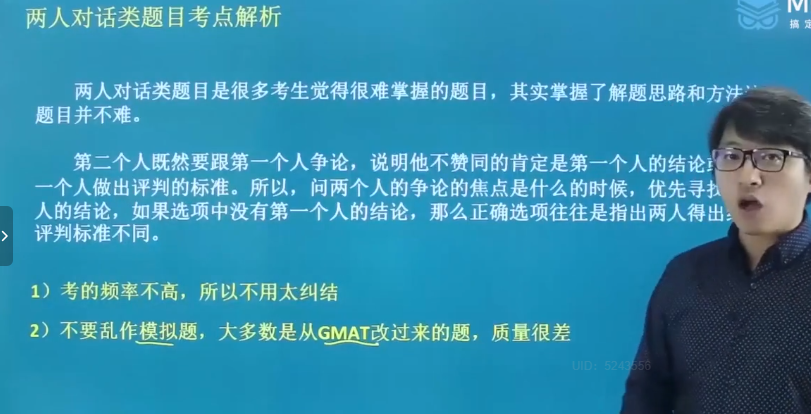 两人对话类题目考点解析
M
搞定
两人对话类题目是很多考生觉得很难掌握的题目，其实掌握了解题思路和方法
题目并不难。
第二个人既然要跟第一个人争论，说明他不赞同的肯定是第一个人的结论
一个人做出评判的标准。所以，问两个人的争论的焦点是什么的时候，优先寻
人的结论，如果选项中没有第一个人的结论，那么正确选项往往是指出两人得出
评判标准不同。
1）考的频率不高，所以不用太纠结
2）不要乱作模拟题，大多数是从GMAT改过来的题，质量很差
UID: 5243556